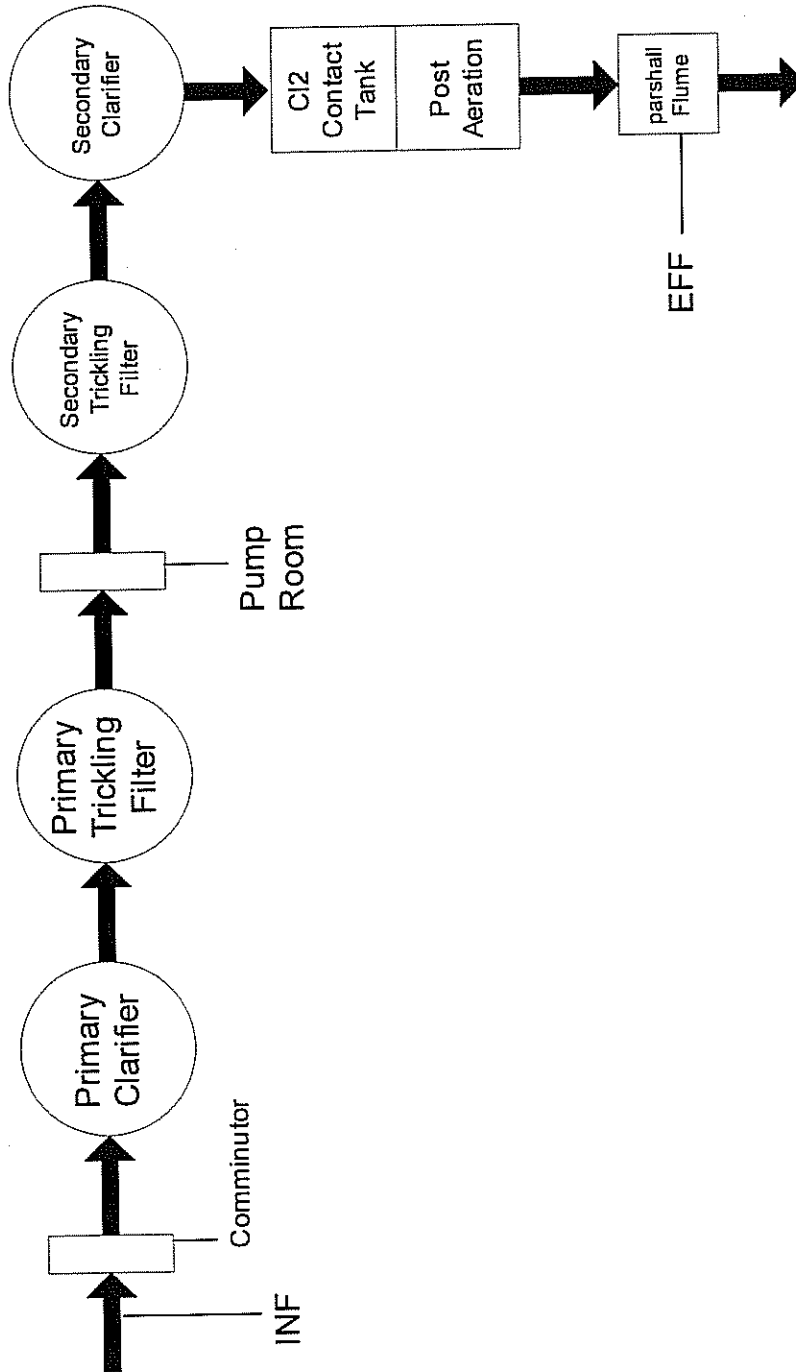 INF
Comminutor
Primary
Clarifier
Primary
Trickling
Filter
Pump
Room
Secondary
Trickling
Filter
Secondary
Clarifier
Cl2
Contact
Tank
Post
Aeration
parshall
Flume
EFF